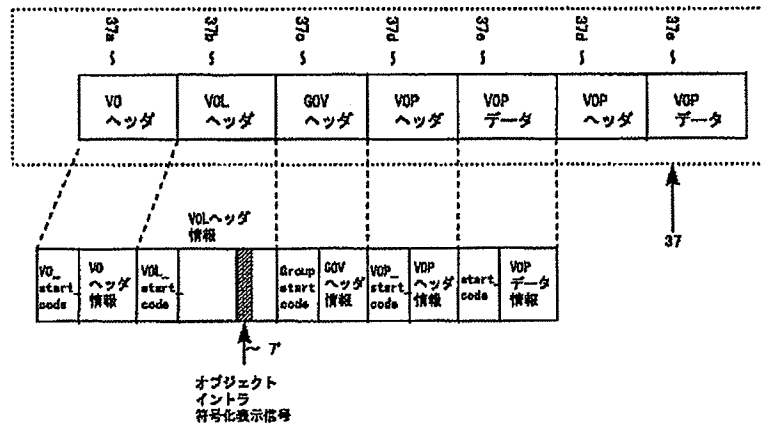 37a 37b 37c 37d 37e 37d 37e
VO
ヘッダ
VOL
ヘッダ
GOV
ヘッダ
VOP
ヘッダ
VOP
データ
VOP
ヘッダ
VOP
データ
37
VOLヘッダ
情報
VO_
start_
code
VO
ヘッダ
情報
VOL_
start_
code
Group
start
code
GOV
ヘッダ
情報
VOP_
start_
code
VOP
ヘッダ
情報
start_
code
VOP
データ
情報
オブジェクト
イントラ
符号化表示信号